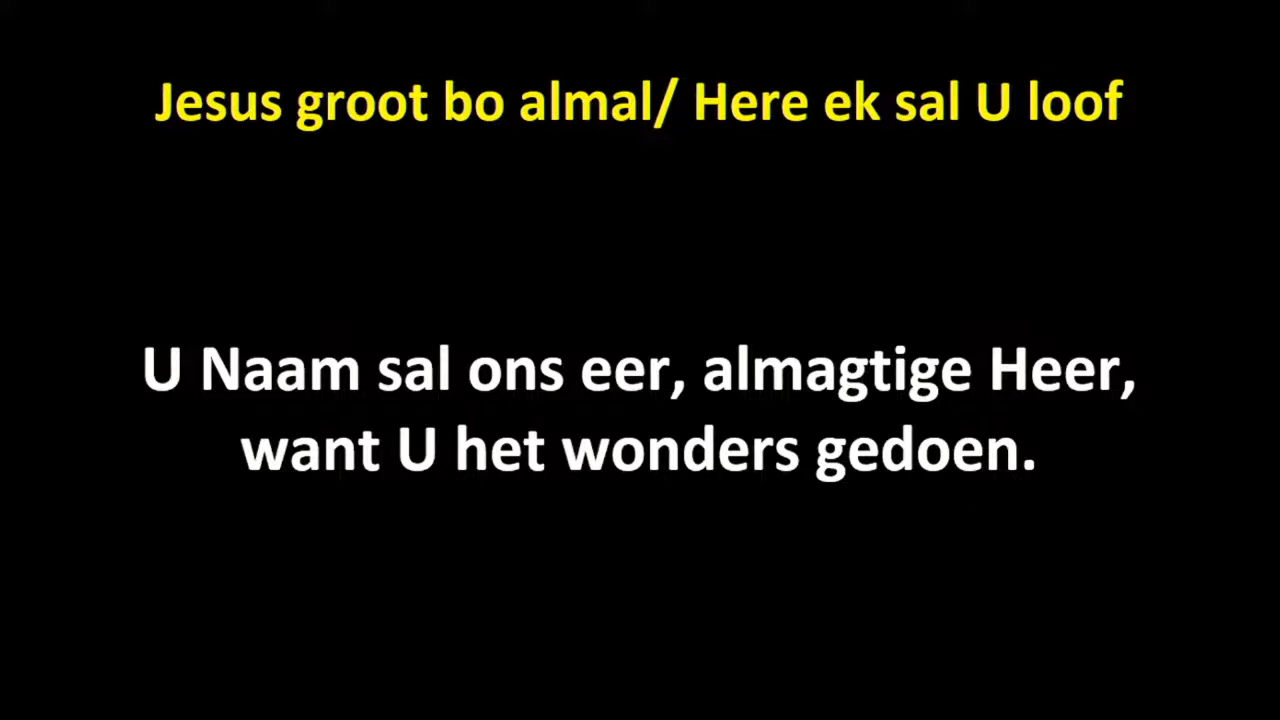 Jesus groot bo almal/ Here ek sal U loof
U Naam sal ons eer, almagtige Heer,
want U het wonders gedoen.